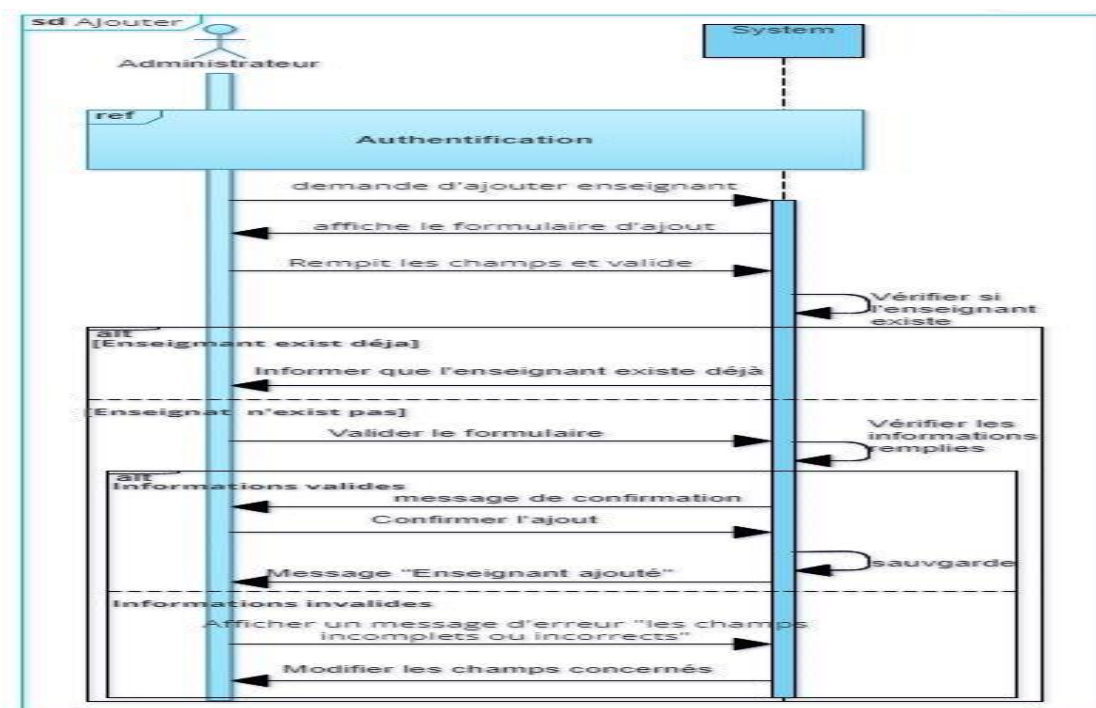 sd Ajouter
System
Administrateur
ref
Authentification
demande d'ajouter enseignant
affiche le formulaire d'ajout
Rempit les champs et valide
Vérifier si
l'enseignant
existe
alt
[Enseignant exist déja]
Informer que l'enseignant existe déjà
[Enseignat n'exist pas]
Valider le formulaire
Vérifier les
informations
remplies
alt
Informations valides
message de confirmation
Confirmer l'ajout
sauvgarde
Message "Enseignant ajouté"
Informations invalides
Afficher un message d'erreur "les champs
incomplets ou incorrects"
Modifier les champs concernés